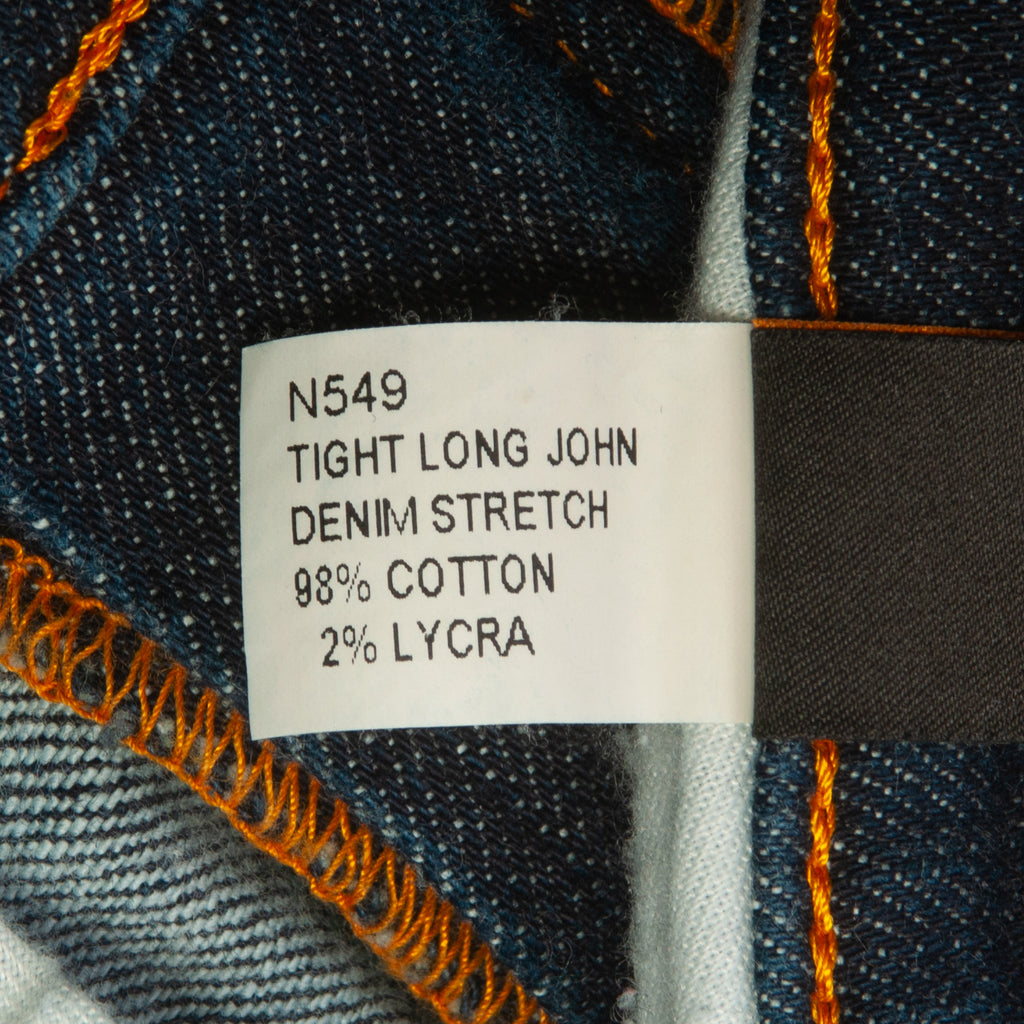 N549
TIGHT LONG JOHN
DENIM STRETCH
98% COTTON
2% LYCRA